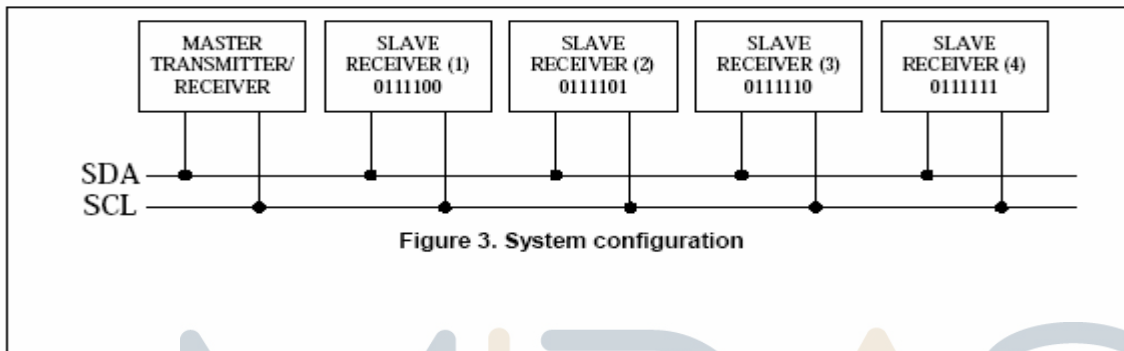 MASTER
TRANSMITTER/
RECEIVER
SLAVE
RECEIVER (1)
0111100
SLAVE
RECEIVER (2)
0111101
SLAVE
RECEIVER (3)
0111110
SLAVE
RECEIVER (4)
0111111
SDA
SCL
Figure 3. System configuration